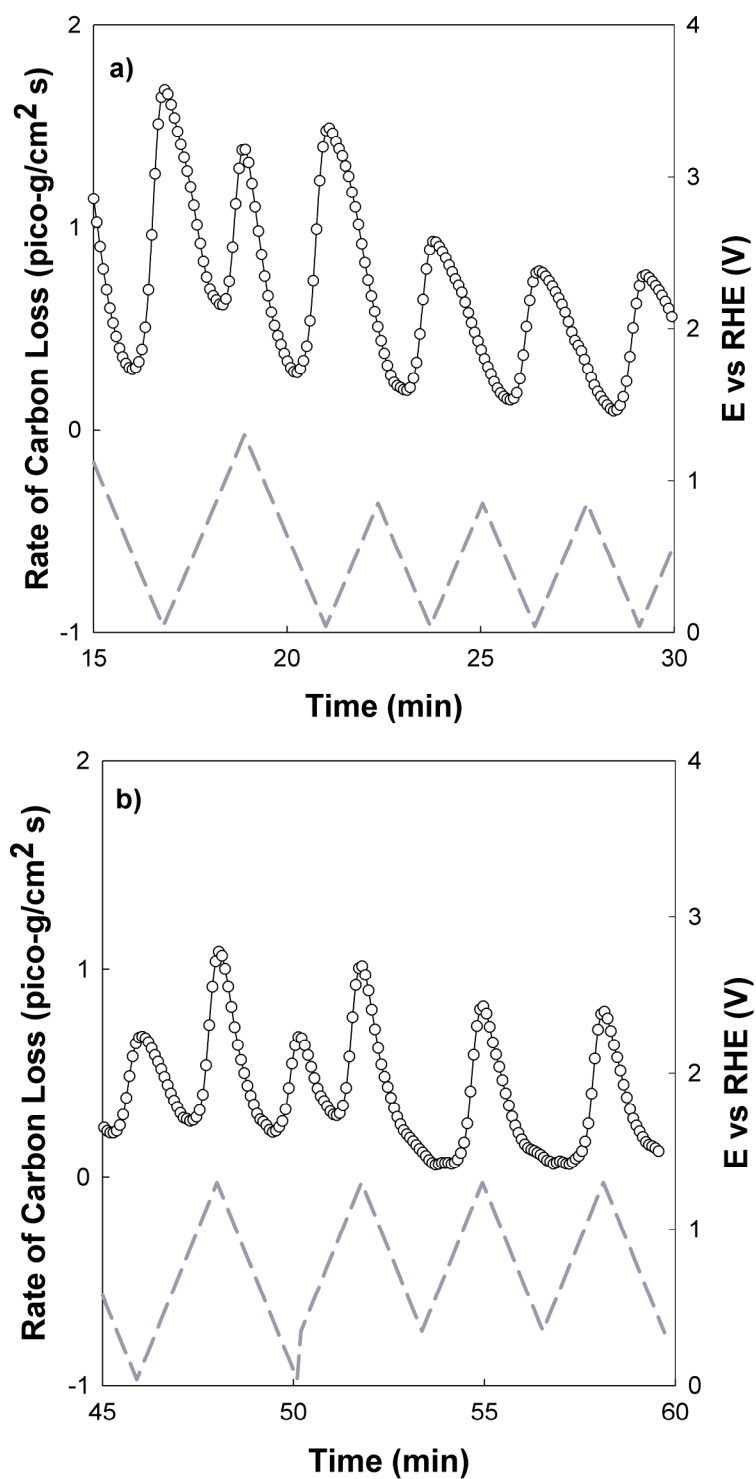 a)
2
1
0
-1
Rate of Carbon Loss (pico-g/cm² s)
4
3
2
1
0
E vs RHE (V)
15 20 25 30
Time (min)
b)
2
1
0
-1
Rate of Carbon Loss (pico-g/cm² s)
4
3
2
1
0
E vs RHE (V)
45 50 55 60
Time (min)